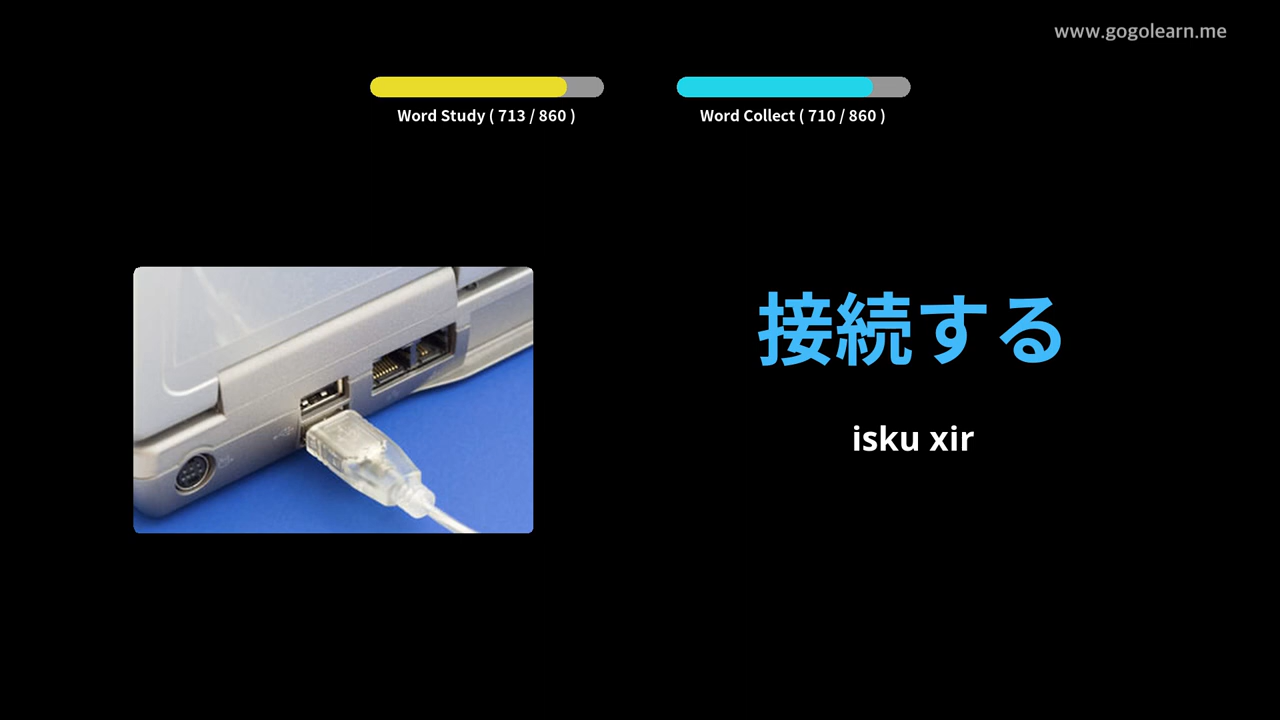 www.gogolearn.me
Word Study ( 713 / 860 )
Word Collect ( 710 / 860 )
接続する
isku xir